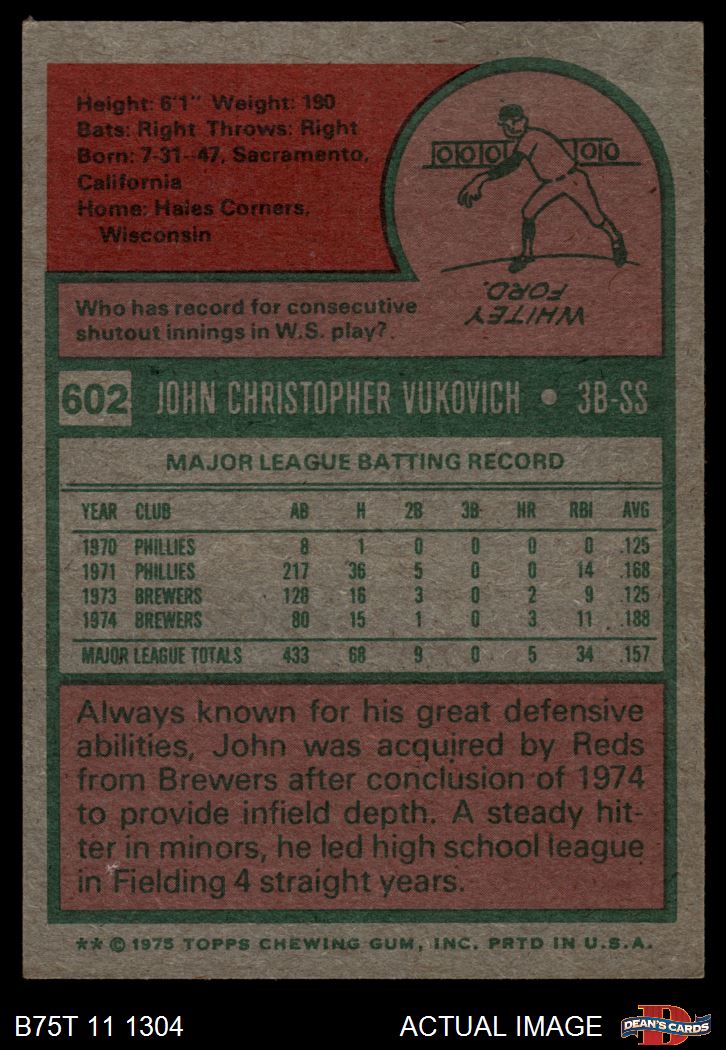 Height: 6'1" Weight: 190
Bats: Right Throws: Right
Born: 7-31-47, Sacramento,
California
Home: Hales Corners,
Wisconsin
Who has record for consecutive
shutout innings in W.S. play?
0000 00
WHITEY
FORD.
602 JOHN CHRISTOPHER VUKOVICH • 3B-SS
MAJOR LEAGUE BATTING RECORD
YEAR CLUB AB H 2B 3B HR RBI AVG
1970 PHILLIES 8 1 0 0 0 0 .125
1971 PHILLIES 217 36 5 0 0 14 .168
1973 BREWERS 128 16 3 0 2 9 .125
1974 BREWERS 80 15 1 0 3 11 .188
MAJOR LEAGUE TOTALS 433 68 9 0 5 34 .157
Always known for his great defensive
abilities, John was acquired by Reds
from Brewers after conclusion of 1974
to provide infield depth. A steady hit-
ter in minors, he led high school league
in Fielding 4 straight years.
** © 1975 TOPPS CHEWING GUM, INC. PRTD IN U.S.A.
B75T 11 1304 ACTUAL IMAGE D DEAN'S CARDS